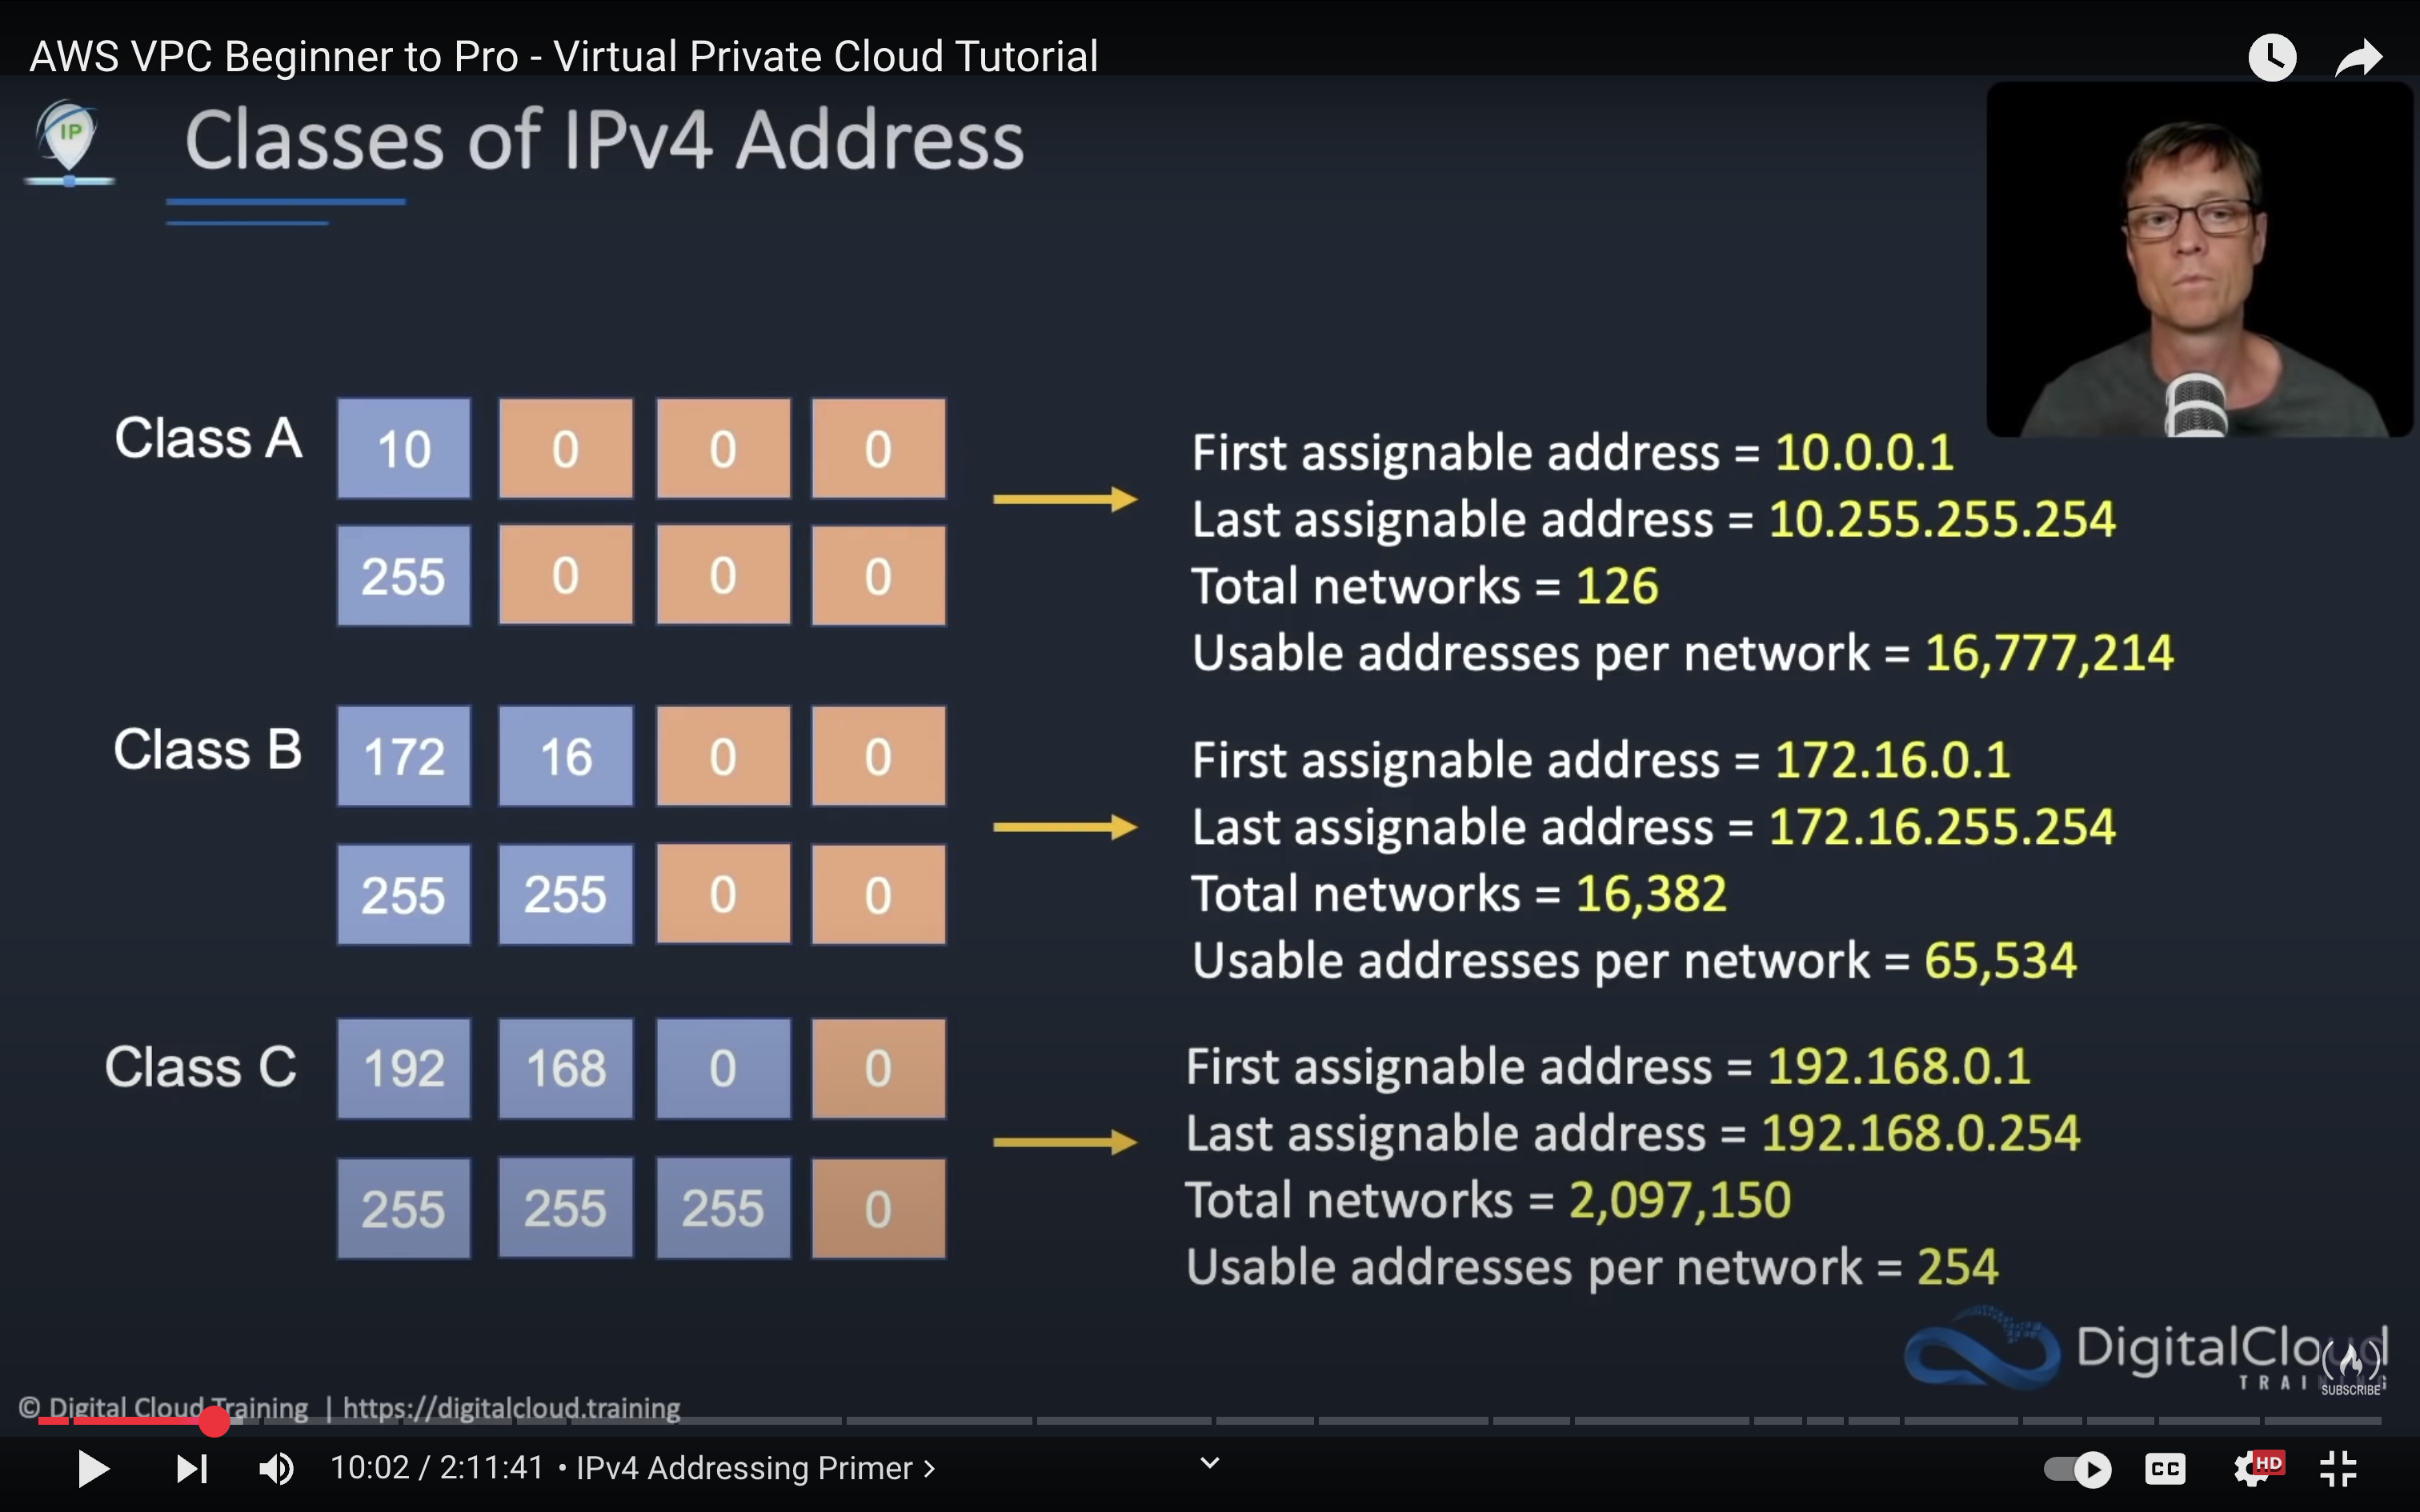 AWS VPC Beginner to Pro - Virtual Private Cloud Tutorial
IP
Classes of IPv4 Address
Class A
10 0 0 0
255 0 0 0
First assignable address = 10.0.0.1
Last assignable address = 10.255.255.254
Total networks = 126
Usable addresses per network = 16,777,214
Class B
172 16 0 0
255 255 0 0
First assignable address = 172.16.0.1
Last assignable address = 172.16.255.254
Total networks = 16,382
Usable addresses per network = 65,534
Class C
192 168 0 0
255 255 255 0
First assignable address = 192.168.0.1
Last assignable address = 192.168.0.254
Total networks = 2,097,150
Usable addresses per network = 254
DigitalCloud
TRAINING
SUBSCRIBE
© Digital Cloud Training | https://digitalcloud.training
10:02 / 2:11:41 • IPv4 Addressing Primer >
CC
HD